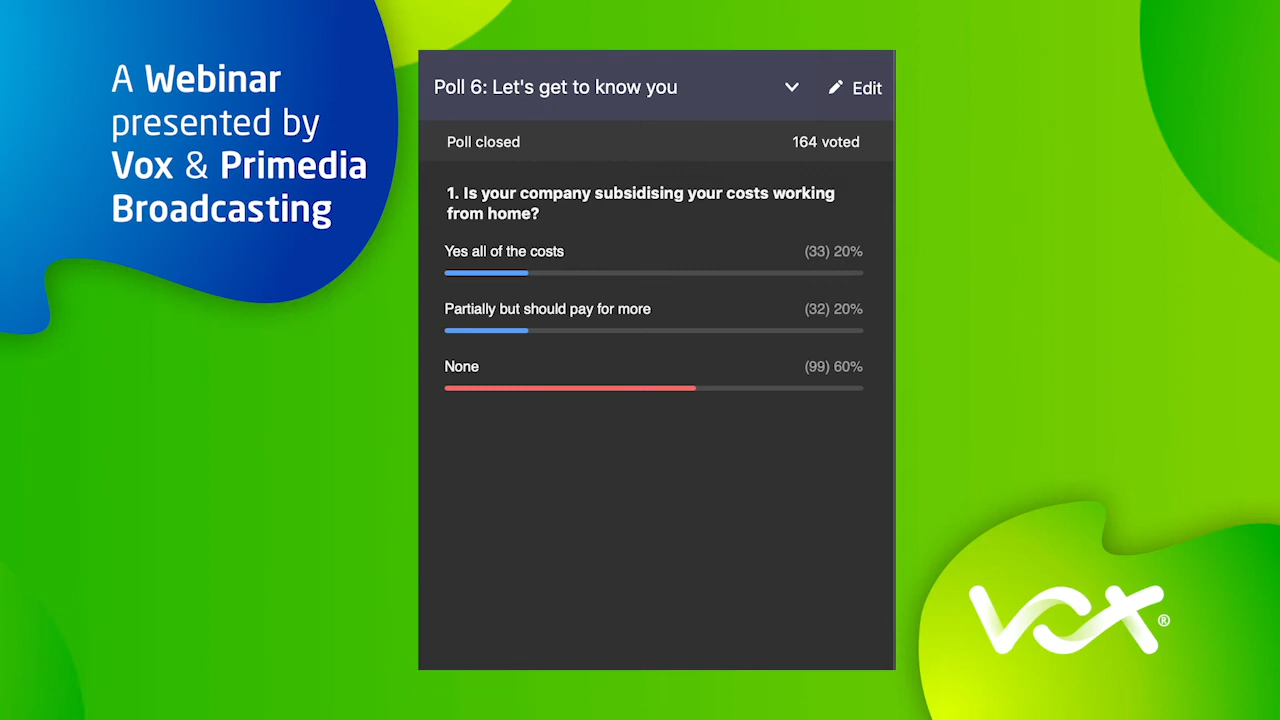 A Webinar
presented by
Vox & Primedia
Broadcasting
Poll 6: Let's get to know you
Edit
Poll closed
164 voted
1. Is your company subsidising your costs working
from home?
Yes all of the costs
(33) 20%
Partially but should pay for more
(32) 20%
None
(99) 60%
VOX®